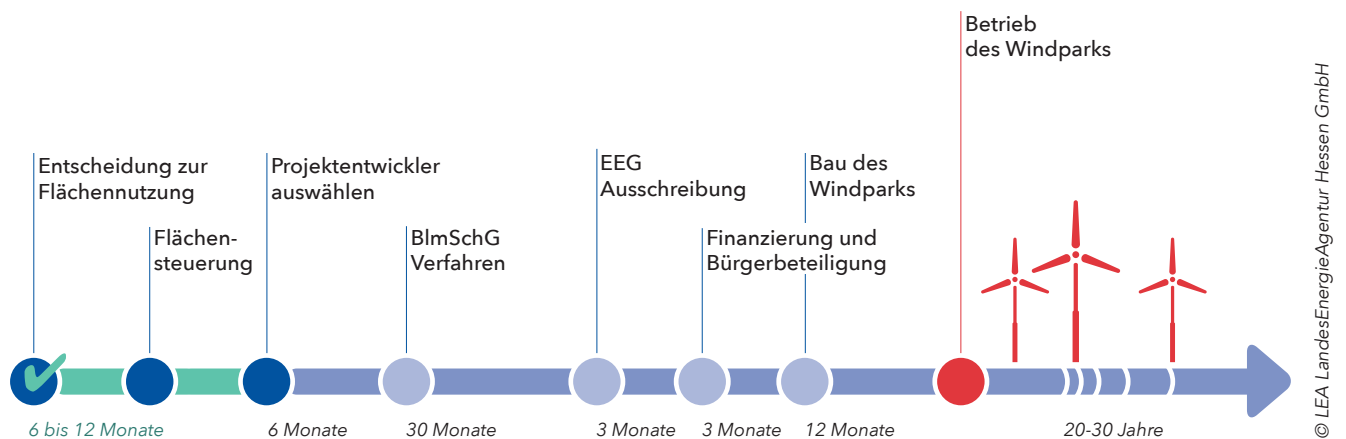 Betrieb
des Windparks
Entscheidung zur
Flächennutzung
Projektentwickler
auswählen
EEG
Ausschreibung
Bau des
Windparks
Flächen-
steuerung
BlmSchG
Verfahren
Finanzierung und
Bürgerbeteiligung
6 bis 12 Monate
6 Monate
30 Monate
3 Monate
3 Monate
12 Monate
20-30 Jahre
© LEA LandesEnergieAgentur Hessen GmbH